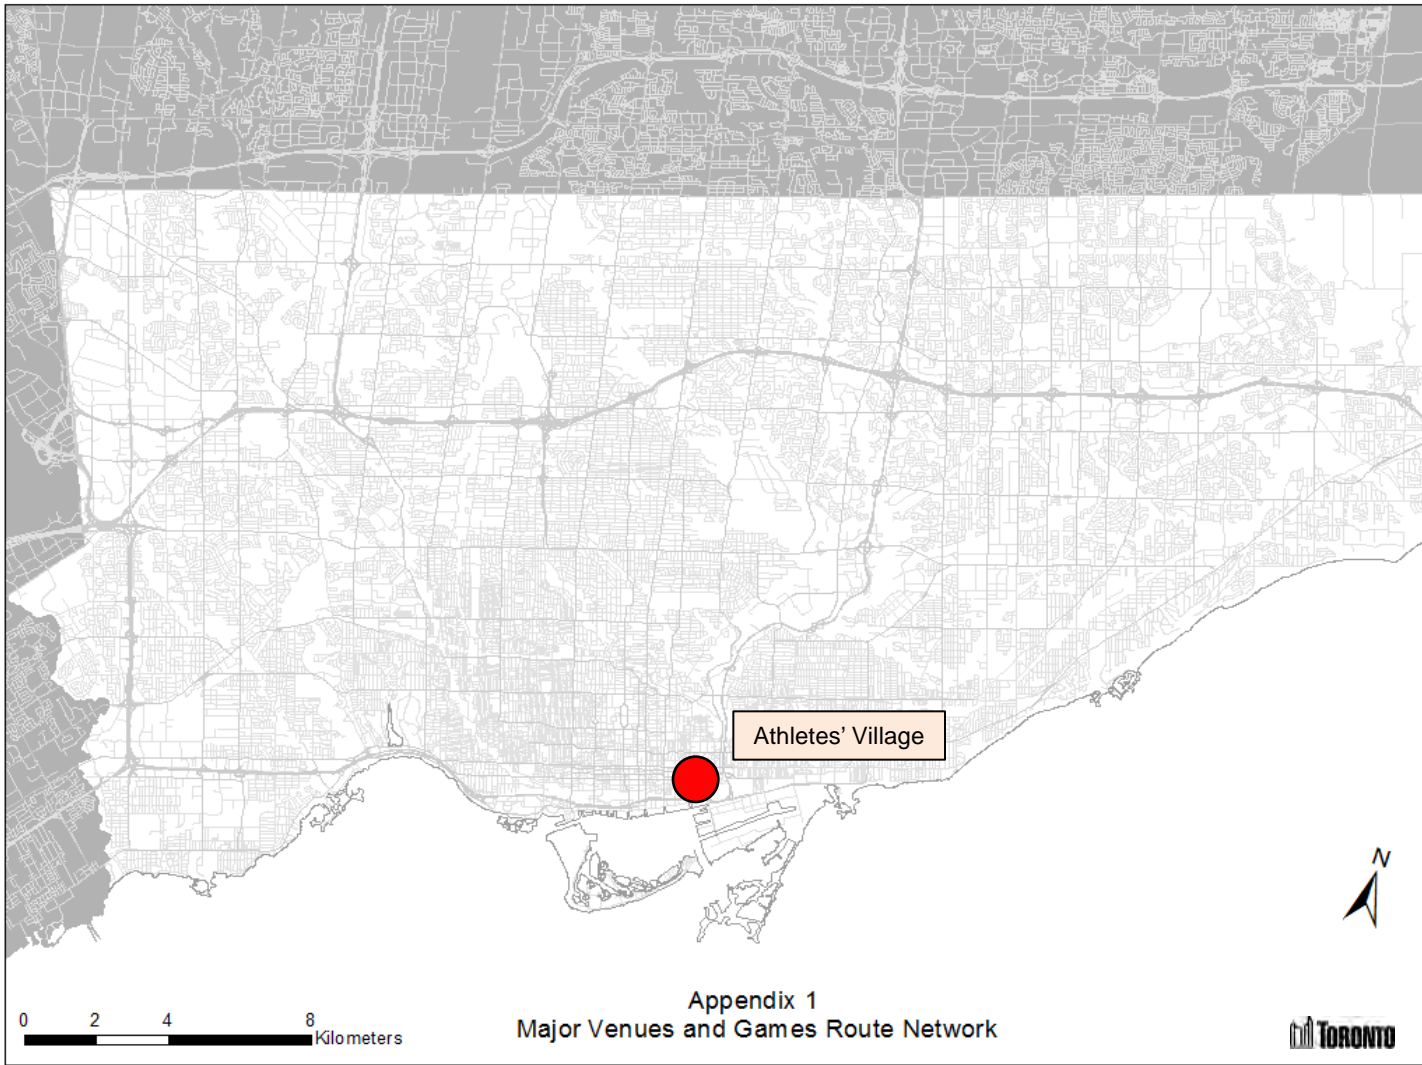 Athletes’ Village
N
Appendix 1
Major Venues and Games Route Network
0 2 4 8
Kilometers
TORONTO